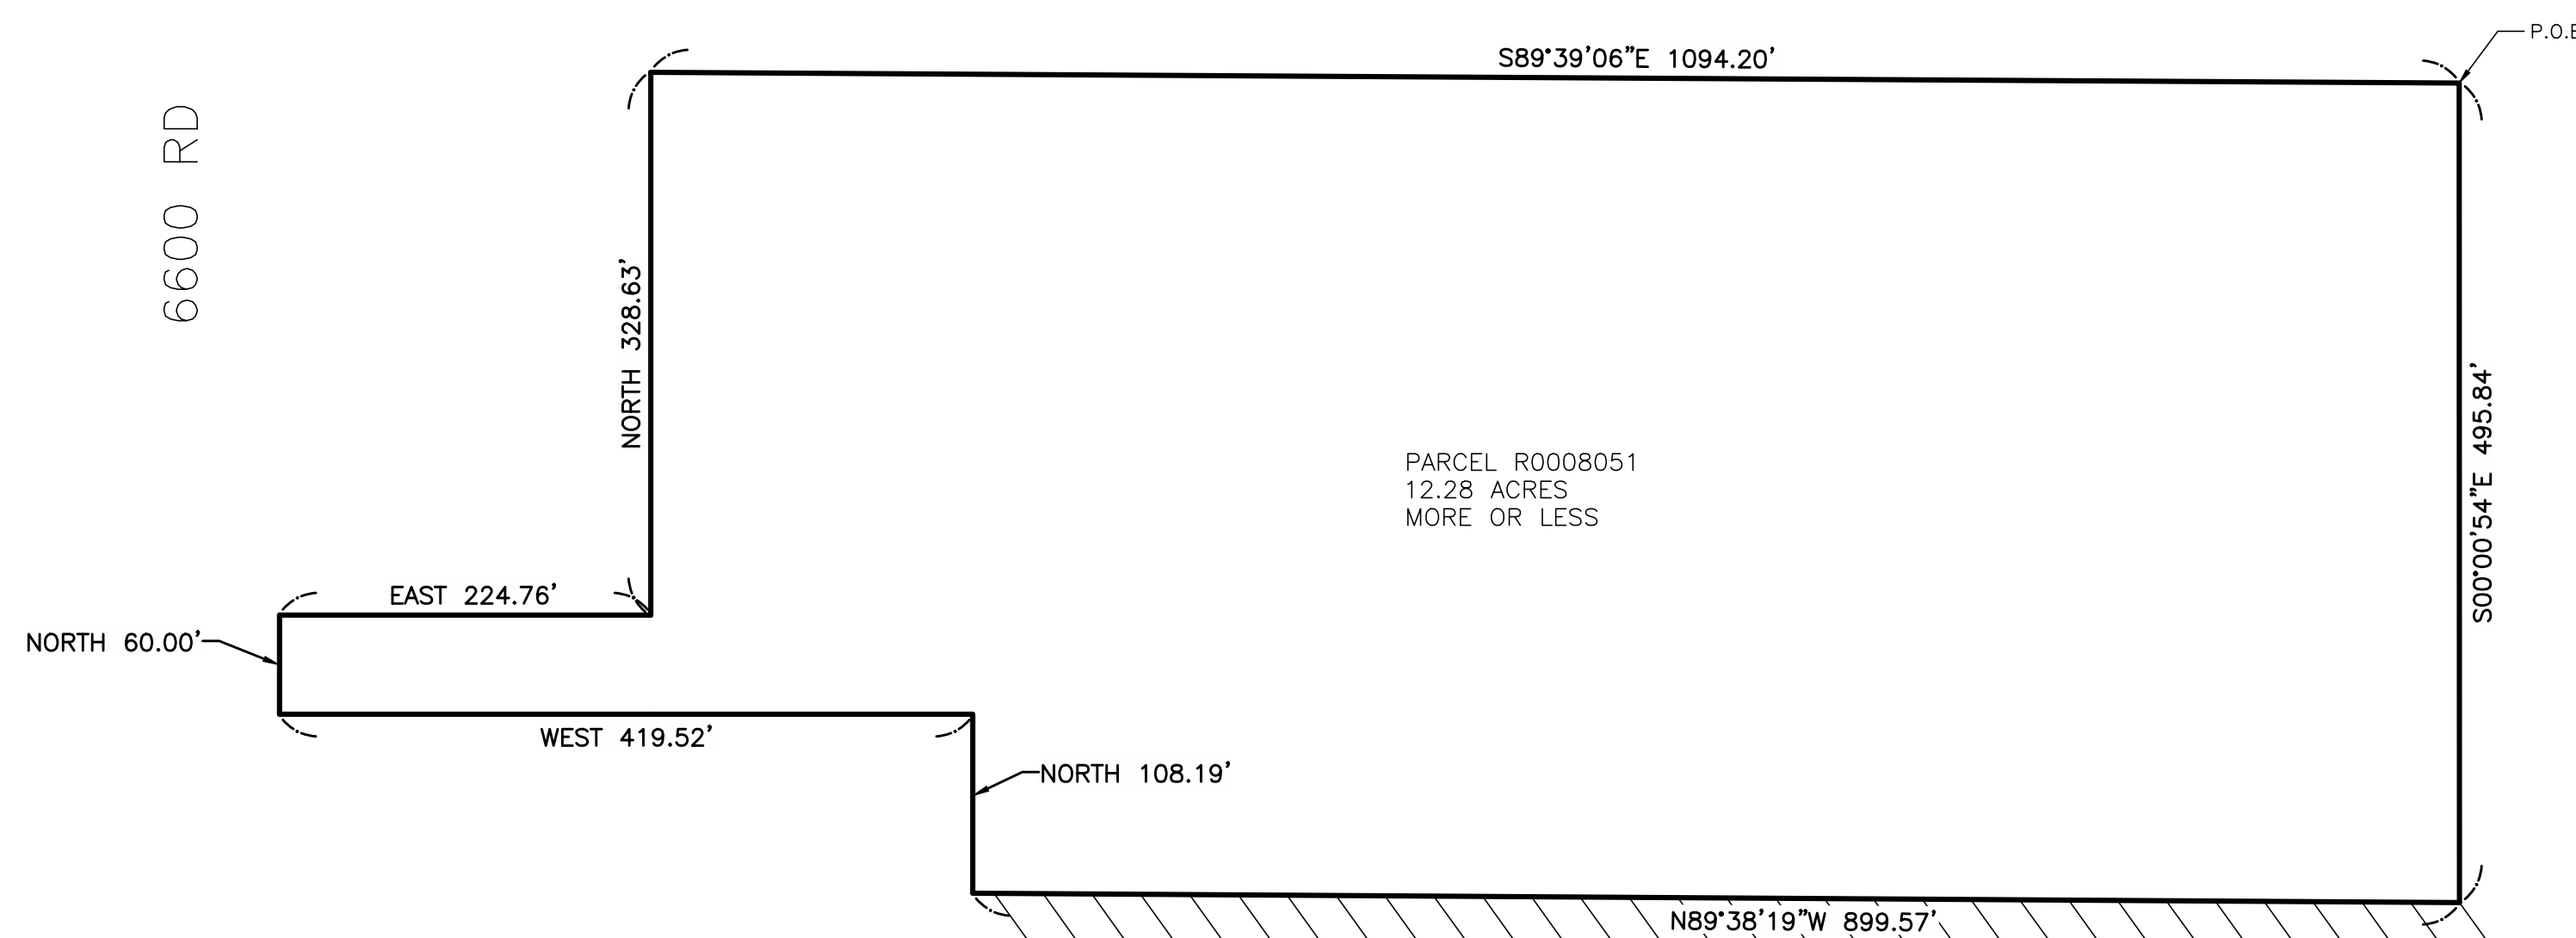 S89°39'06"E 1094.20'
P.O.B
6600 RD
NORTH 328.63'
S00°00'54"E 495.84'
PARCEL R0008051
12.28 ACRES
MORE OR LESS
EAST 224.76'
NORTH 60.00'
WEST 419.52'
NORTH 108.19'
N89°38'19"W 899.57'